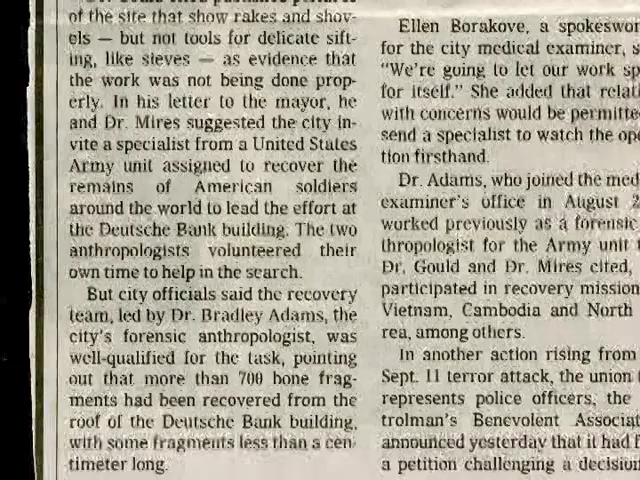 of the site that show rakes and shov-
els — but not tools for delicate sift-
ing, like sieves — as evidence that
the work was not being done prop-
erly. In his letter to the mayor, he
and Dr. Mires suggested the city in-
vite a specialist from a United States
Army unit assigned to recover the
remains of American soldiers
around the world to lead the effort at
the Deutsche Bank building. The two
anthropologists volunteered their
own time to help in the search.
But city officials said the recovery
team, led by Dr. Bradley Adams, the
city's forensic anthropologist, was
well-qualified for the task, pointing
out that more than 700 bone frag-
ments had been recovered from the
roof of the Deutsche Bank building,
with some fragments less than a cen-
timeter long.
Ellen Borakove, a spokeswor
for the city medical examiner, s
"We're going to let our work sp
for itself." She added that relati
with concerns would be permitte
send a specialist to watch the ope
tion firsthand.
Dr. Adams, who joined the med
examiner's office in August 2
worked previously as a forensic
thropologist for the Army unit
Dr. Gould and Dr. Mires cited,
participated in recovery mission
Vietnam, Cambodia and North
rea, among others.
In another action rising from
Sept. 11 terror attack, the union
represents police officers, the
trolman's Benevolent Associat
announced yesterday that it had
a petition challenging a decision